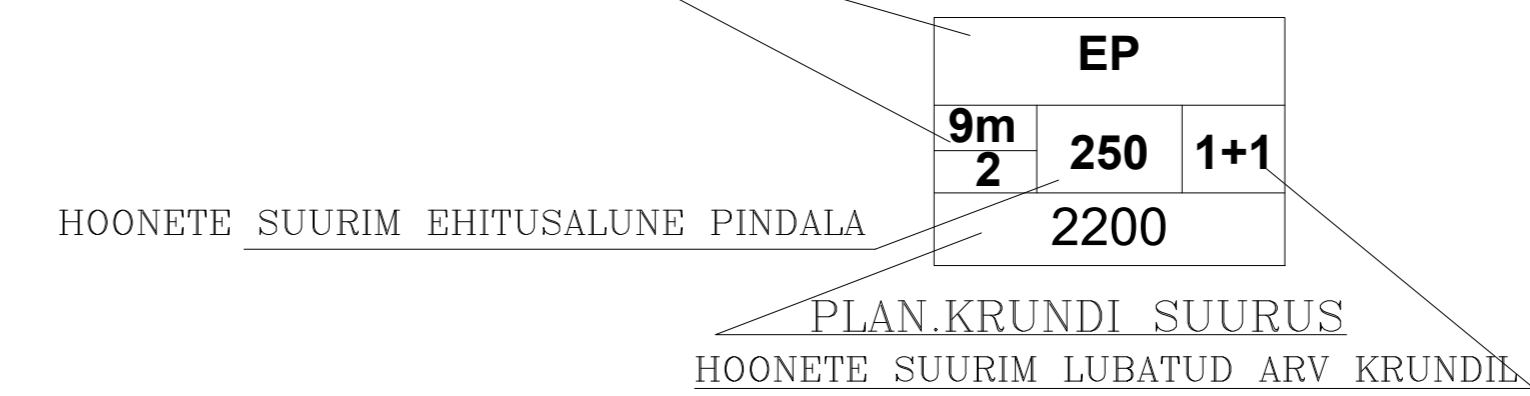 EP
9m
2
250
1+1
HOONETE SUURIM EHITUSALUNE PINDALA
2200
PLAN.KRUNDI SUURUS
HOONETE SUURIM LUBATUD ARV KRUNDIL